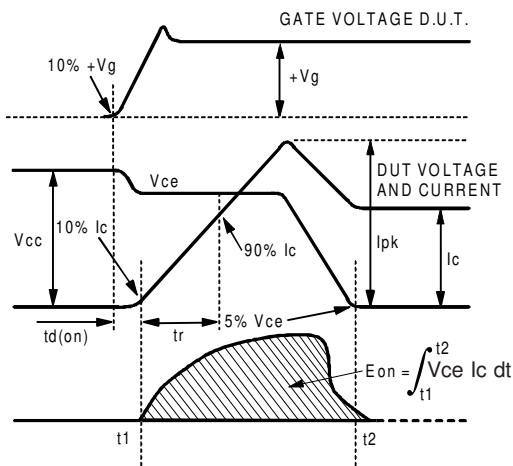 GATE VOLTAGE D.U.T.
10% +Vg
+Vg
Vce
DUT VOLTAGE
AND CURRENT
Vcc
10% Ic
90% Ic
Ipk
Ic
5% Vce
td(on)
tr
Eon = ∫ t2 t1 Vce Ic dt
t1
t2